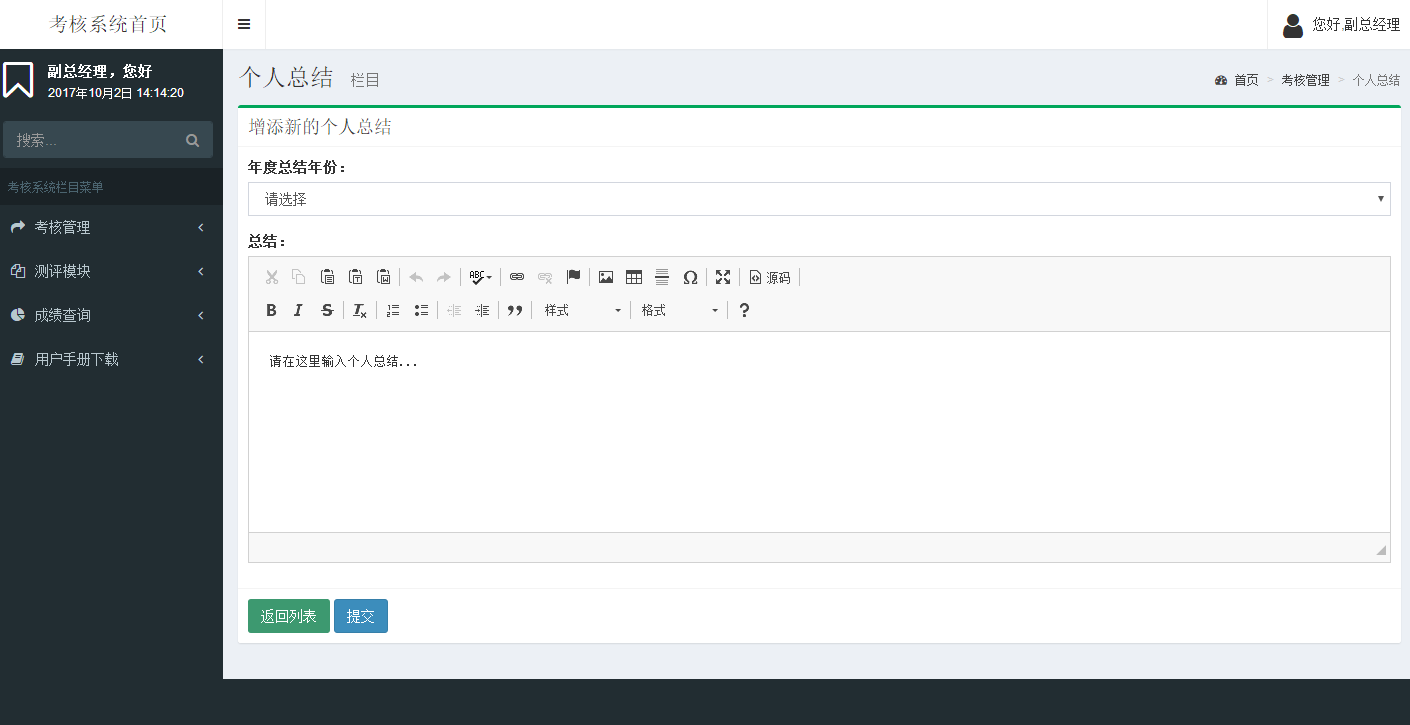 考核系统首页
您好,副总经理
副总经理，您好
2017年10月2日 14:14:20
搜索...
考核系统栏目菜单
考核管理
测评模块
成绩查询
用户手册下载
个人总结 栏目
首页 > 考核管理 > 个人总结
增添新的个人总结
年度总结年份：
请选择
总结：
ABC
源码
B I S Tx
样式
格式
?
请在这里输入个人总结...
返回列表
提交